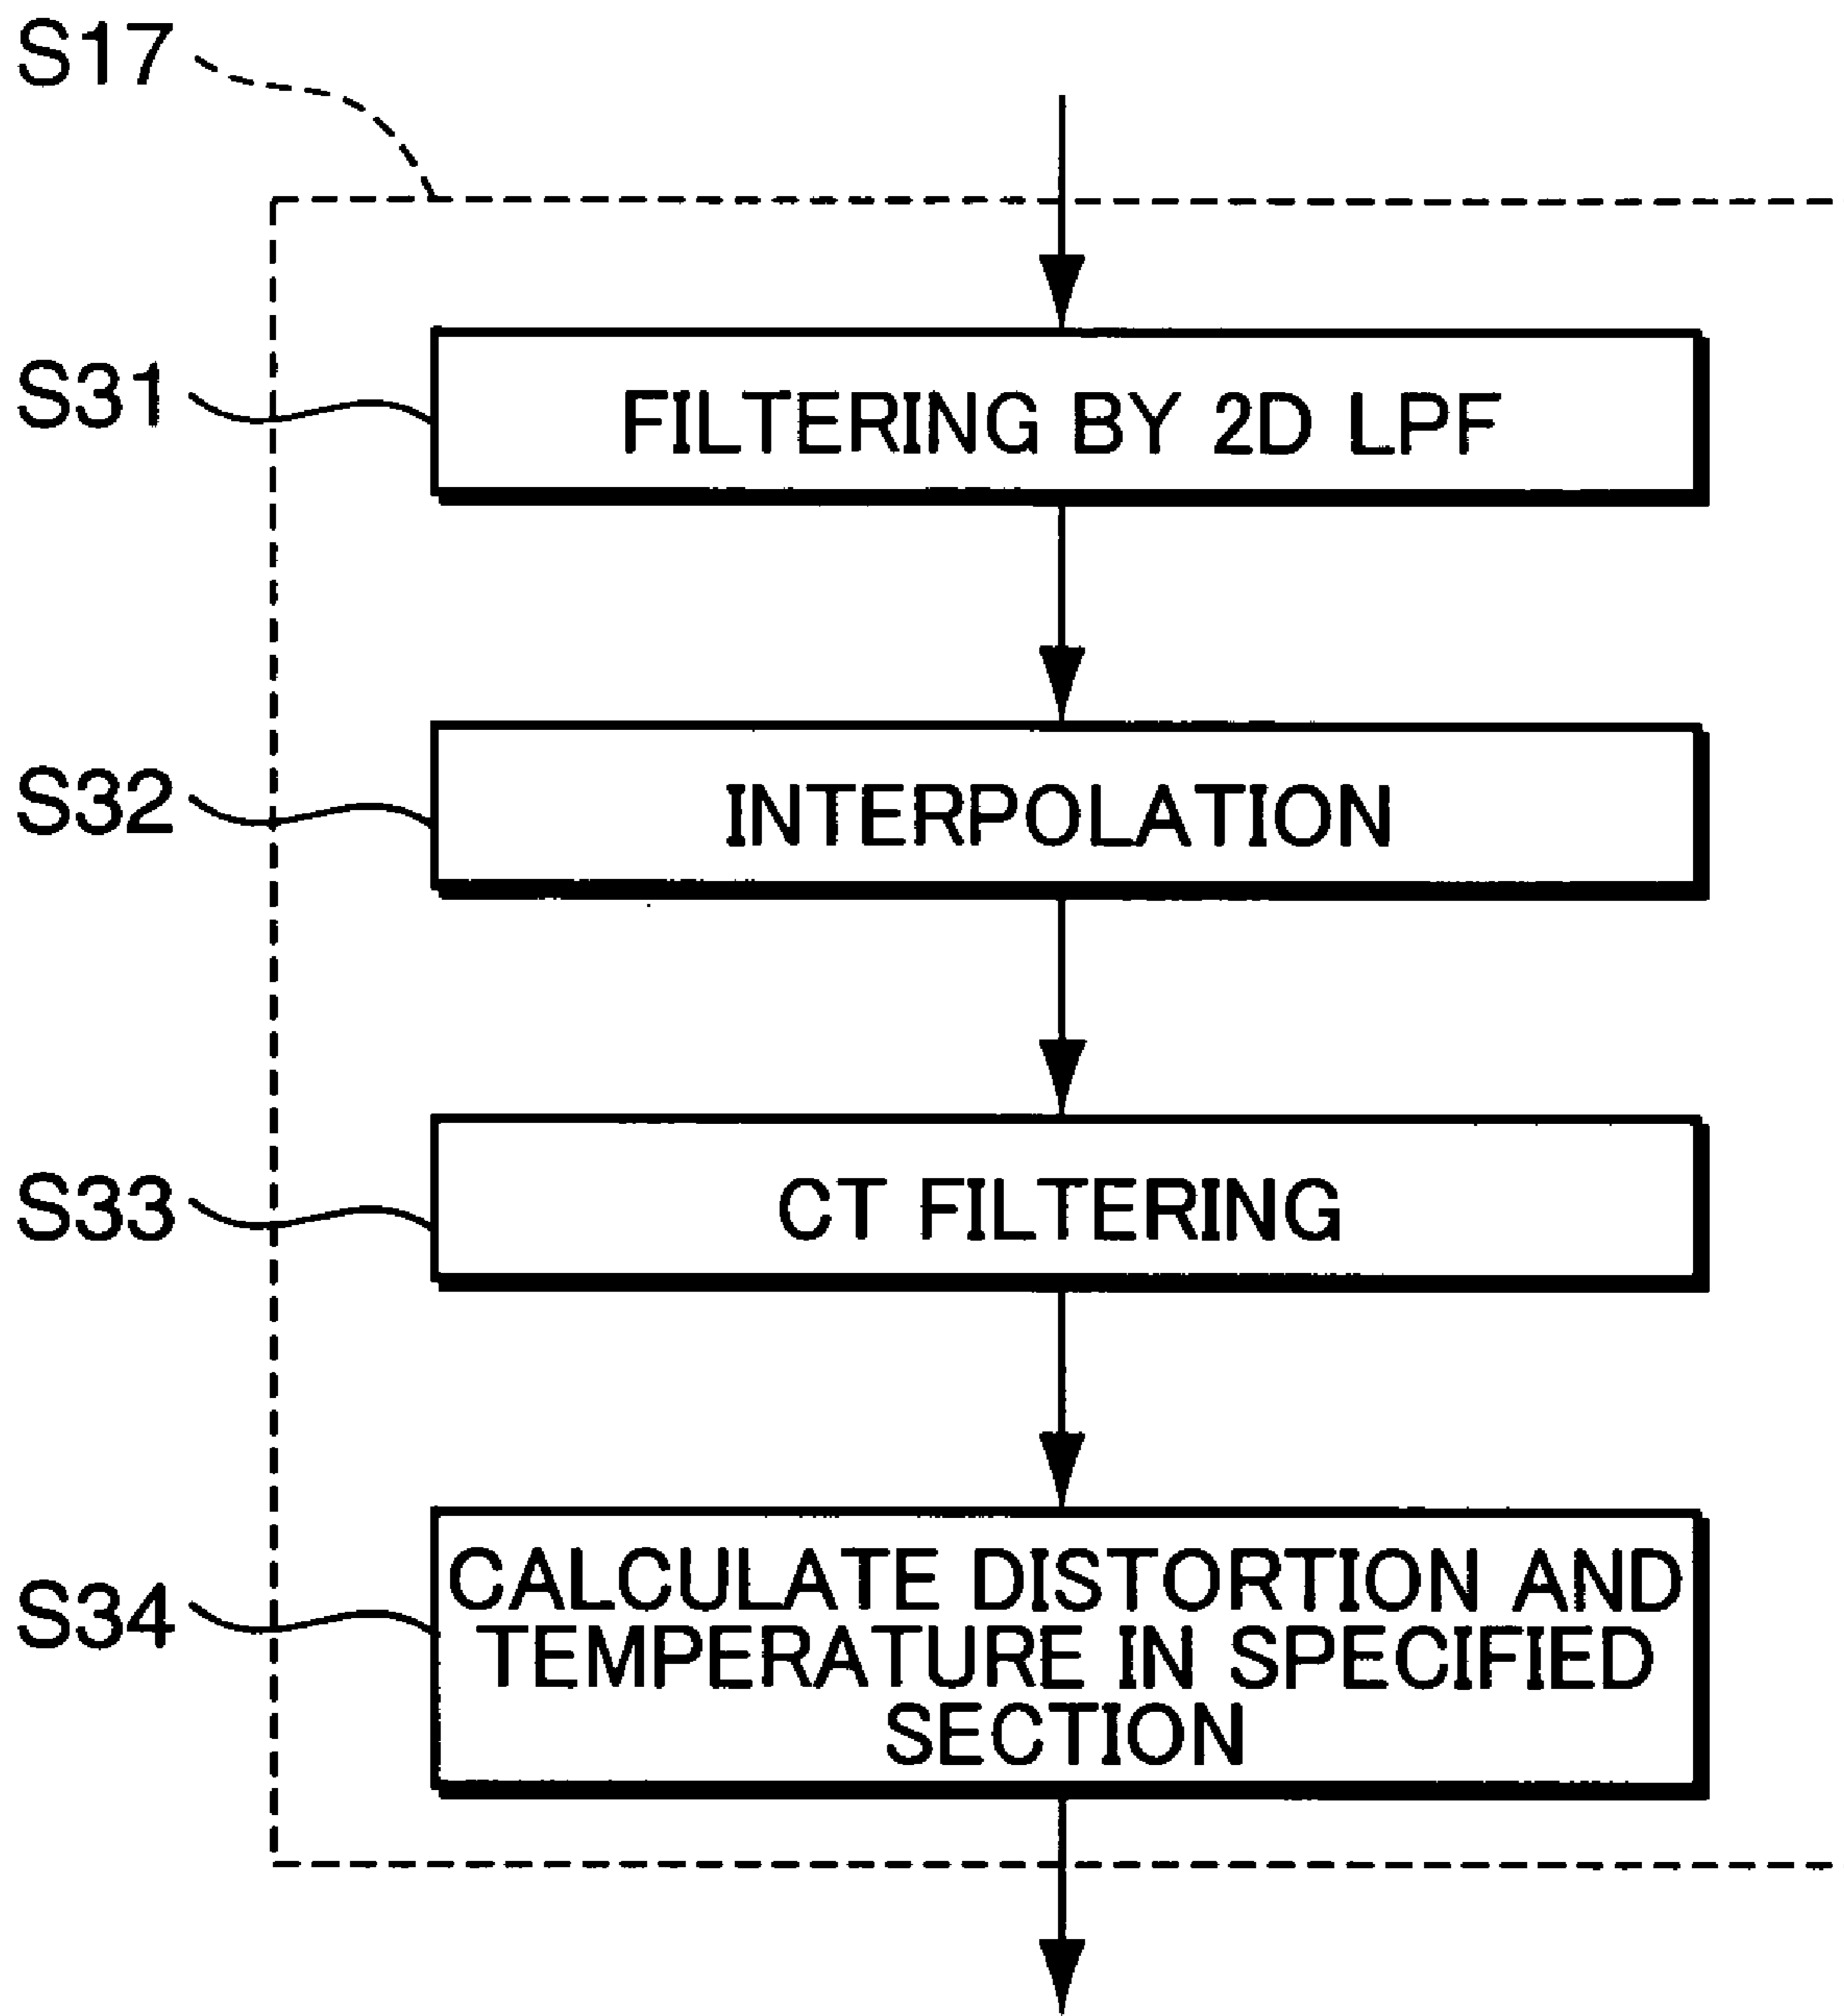 S17
S31
FILTERING BY 2D LPF
S32
INTERPOLATION
S33
CT FILTERING
S34
CALCULATE DISTORTION AND
TEMPERATURE IN SPECIFIED
SECTION